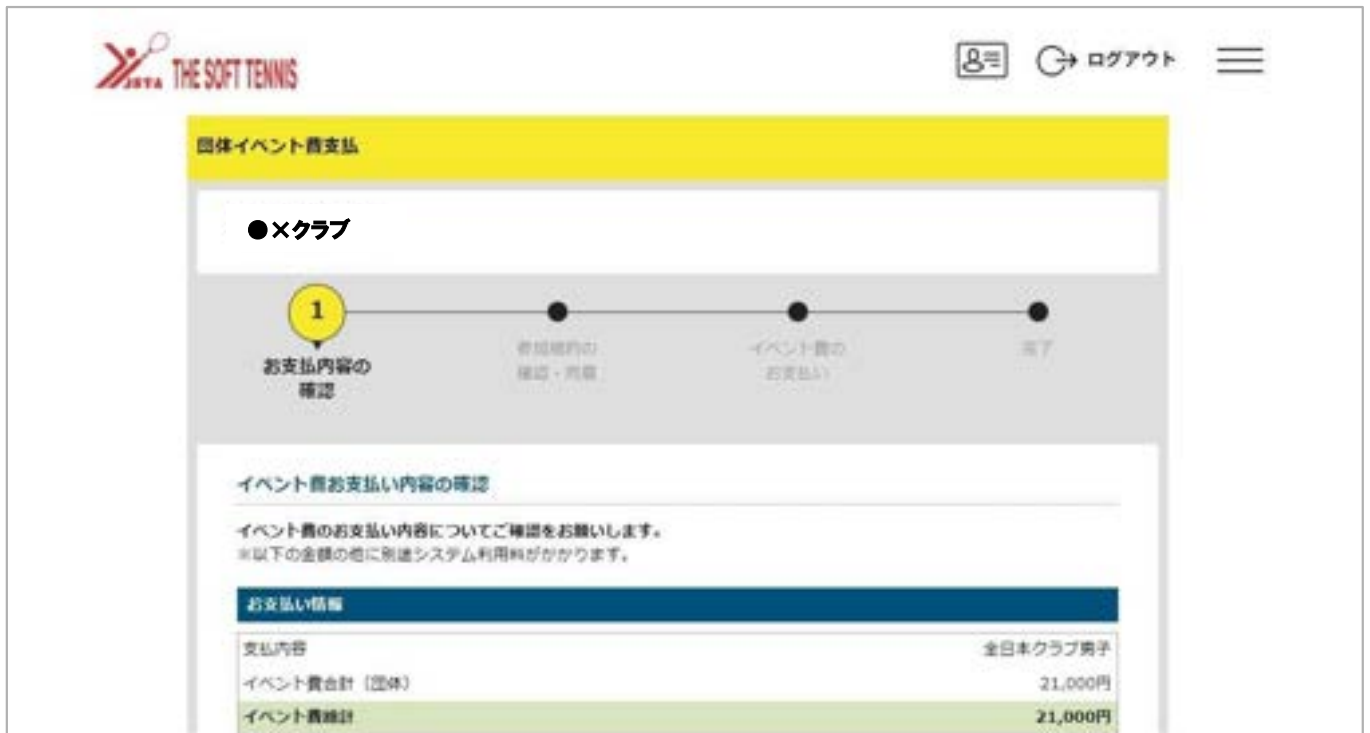 JSTA THE SOFT TENNIS
ログアウト
団体イベント費支払
●×クラブ
1
お支払内容の
確認
参加規約の
確認・同意
イベント費の
お支払い
完了
イベント費お支払い内容の確認
イベント費のお支払い内容についてご確認をお願いします。
※以下の金額の他に別途システム利用料がかかります。
お支払い情報
支払内容 全日本クラブ男子
イベント費合計（団体） 21,000円
イベント費総計 21,000円